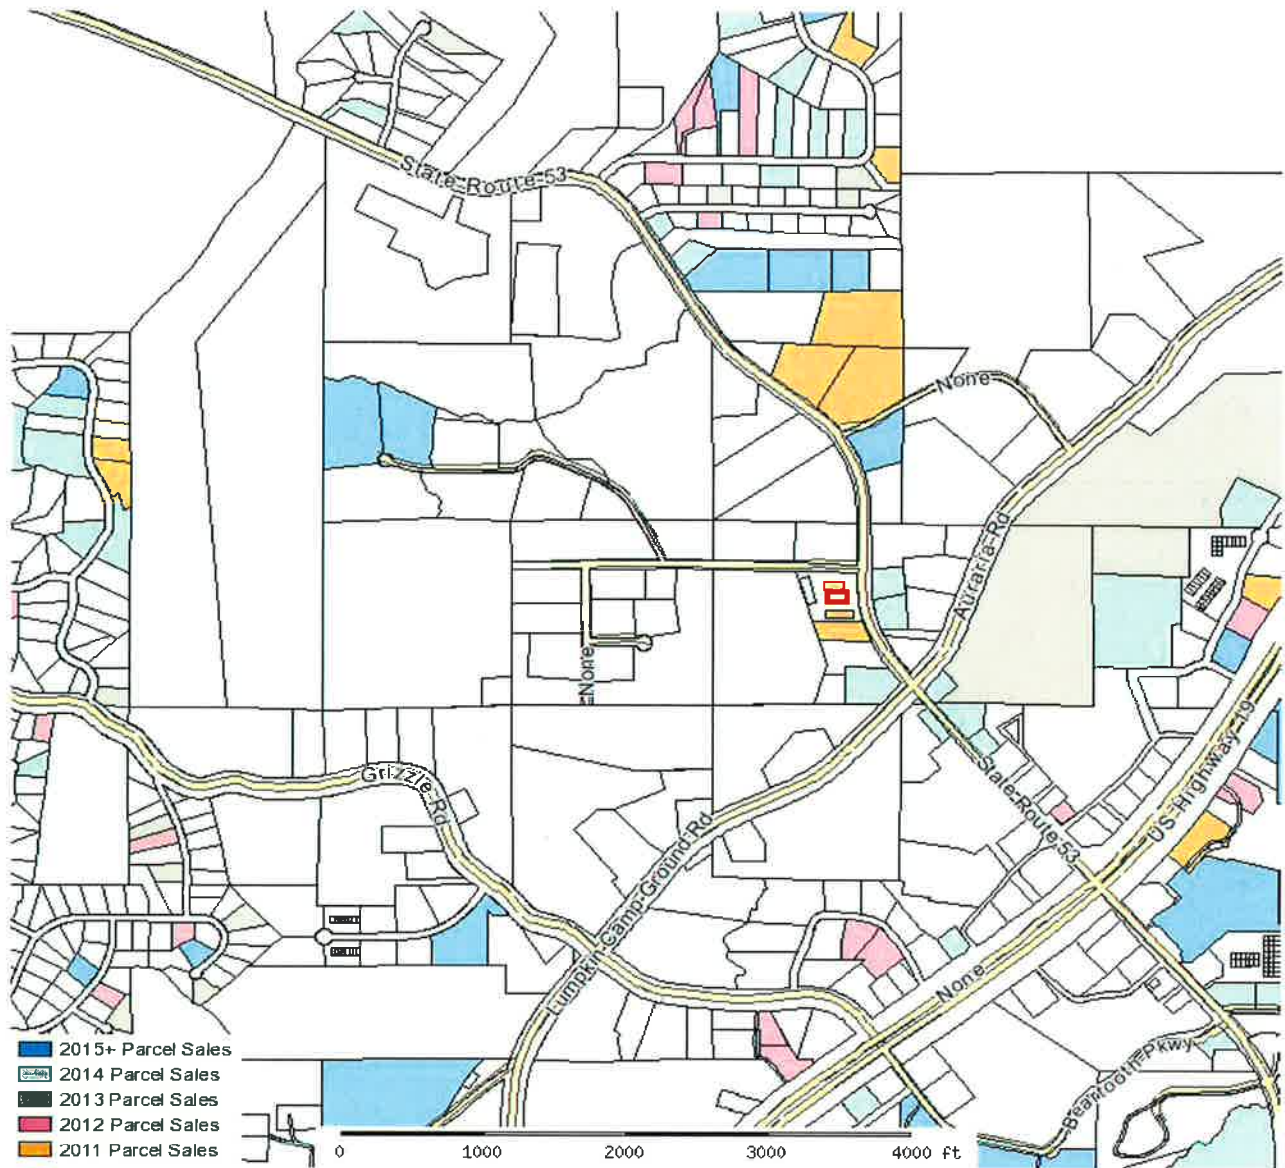 State Route 53
None
Auraria Rd
None
US Highway 19
Grizzle Rd
State Route 53
Lumpkin Camp Ground Rd
None
Beartooth Pkwy
2015+ Parcel Sales
2014 Parcel Sales
2013 Parcel Sales
2012 Parcel Sales
2011 Parcel Sales
0 1000 2000 3000 4000 ft